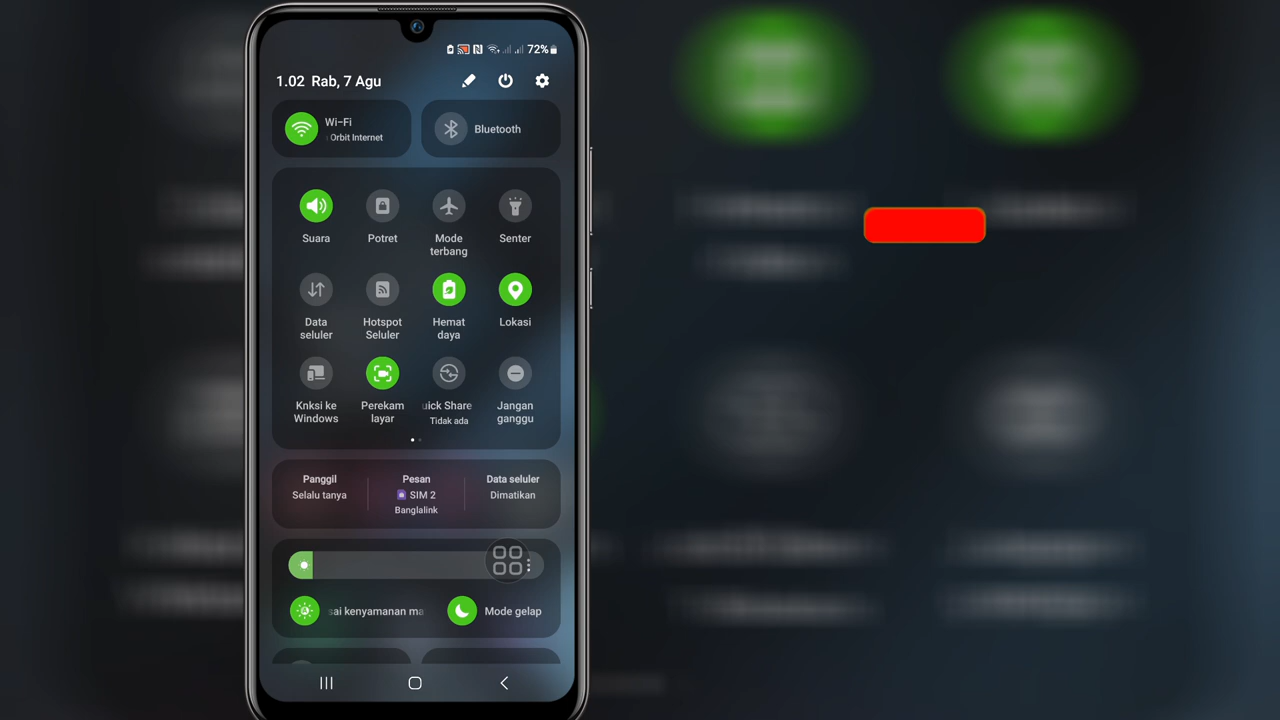 72%
1.02 Rab, 7 Agu
Wi-Fi
Orbit Internet
Bluetooth
Suara
Potret
Mode
terbang
Senter
Data
seluler
Hotspot
Seluler
Hemat
daya
Lokasi
Knksi ke
Windows
Perekam
layar
uick Share
Tidak ada
Jangan
ganggu
Panggil
Selalu tanya
Pesan
SIM 2
Banglalink
Data seluler
Dimatikan
sai kenyamanan ma
Mode gelap